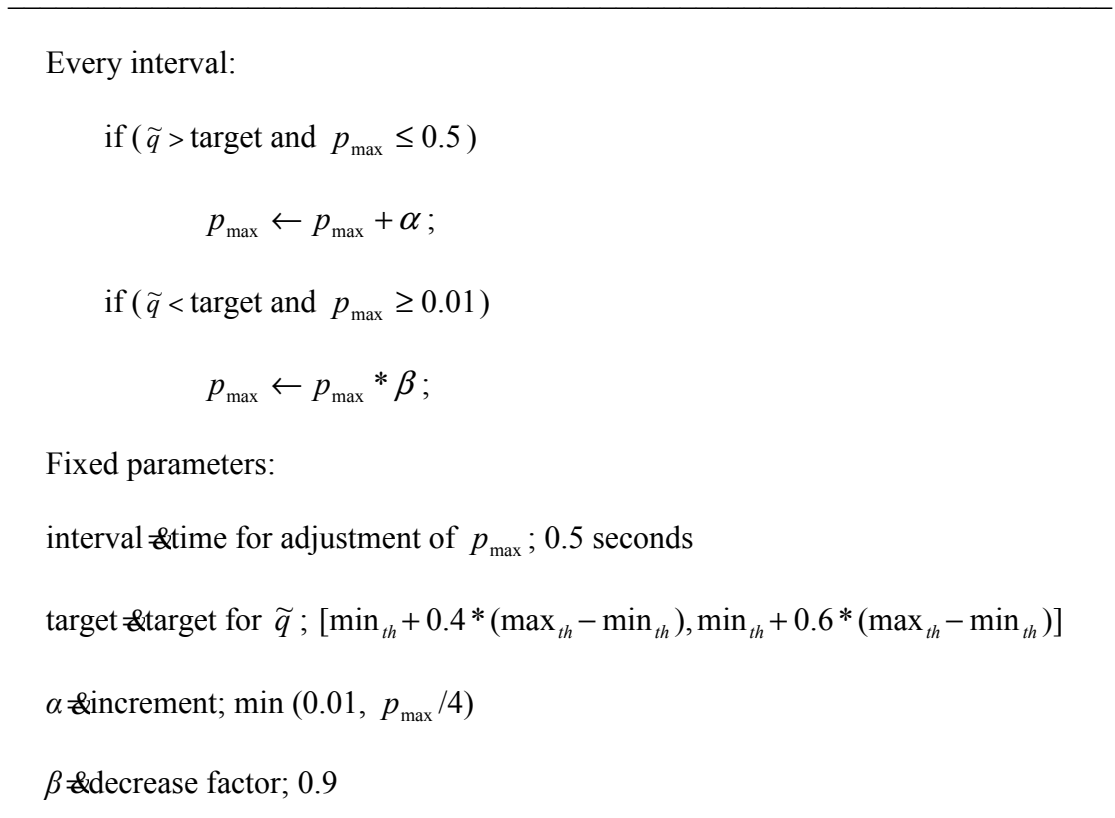 Every interval:
if ( q̃ > target and p_max ≤ 0.5 )
p_max ← p_max + α ;
if ( q̃ < target and p_max ≥ 0.01 )
p_max ← p_max * β ;
Fixed parameters:
interval ≠& time for adjustment of p_max ; 0.5 seconds
target ≠& target for q̃ ; [min_th + 0.4 * (max_th − min_th), min_th + 0.6 * (max_th − min_th)]
α ≠& increment; min (0.01, p_max /4)
β ≠& decrease factor; 0.9